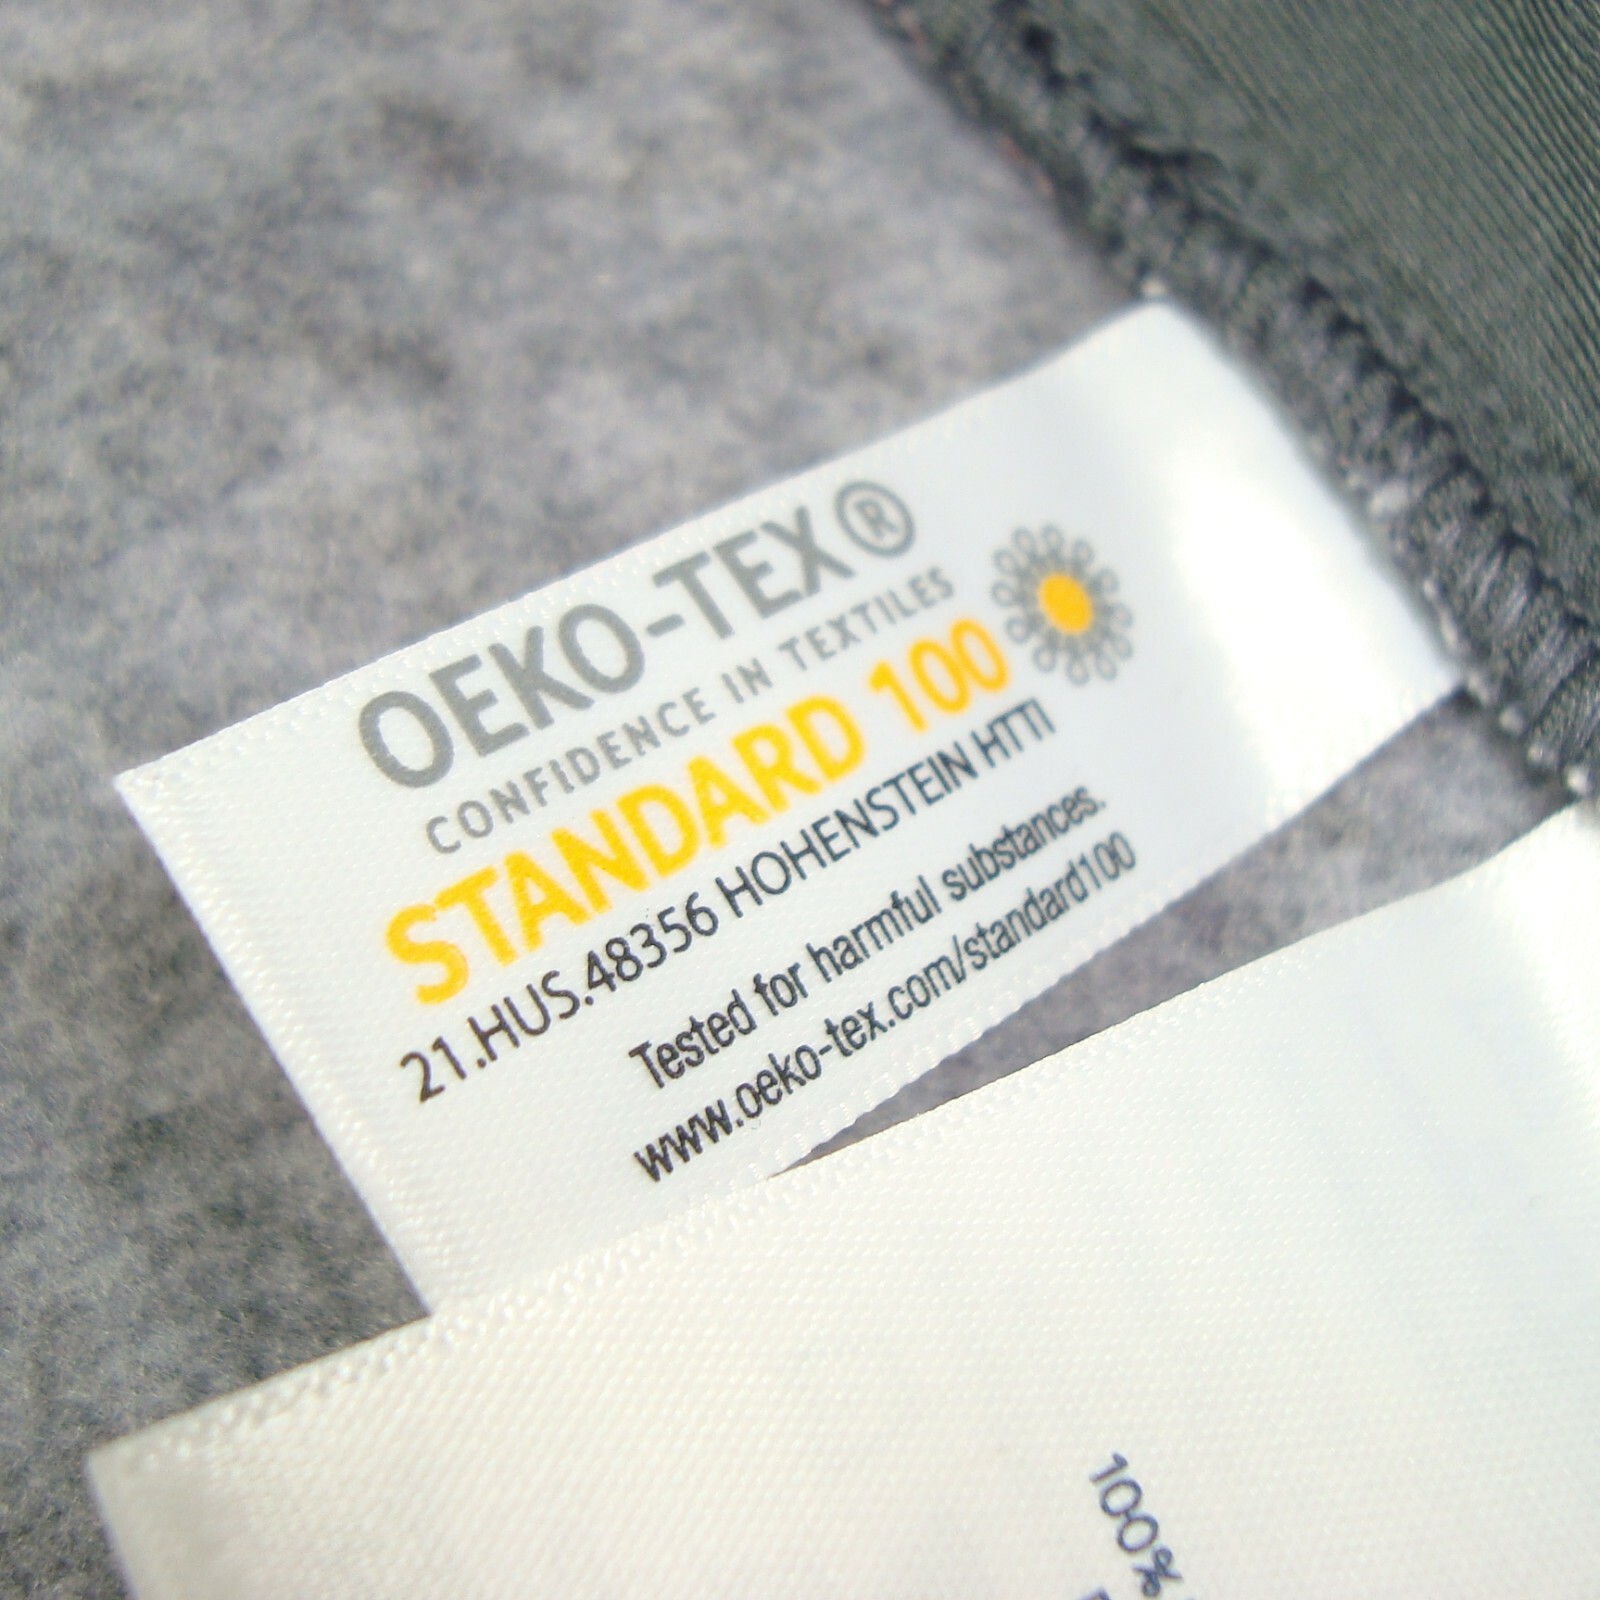 OEKO-TEX®
CONFIDENCE IN TEXTILES
STANDARD 100
21.HUS.48356 HOHENSTEIN HTTI
Tested for harmful substances.
www.oeko-tex.com/standard100
100%